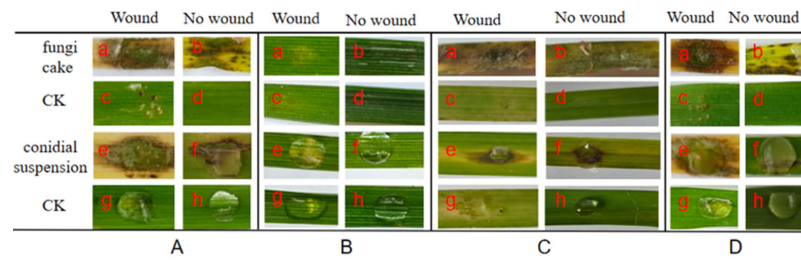 Wound No wound Wound No wound Wound No wound Wound No wound
fungi cake a b a b a b a b
CK c d c d c d c d
conidial suspension e f e f e f e f
CK g h g h g h g h
A B C D